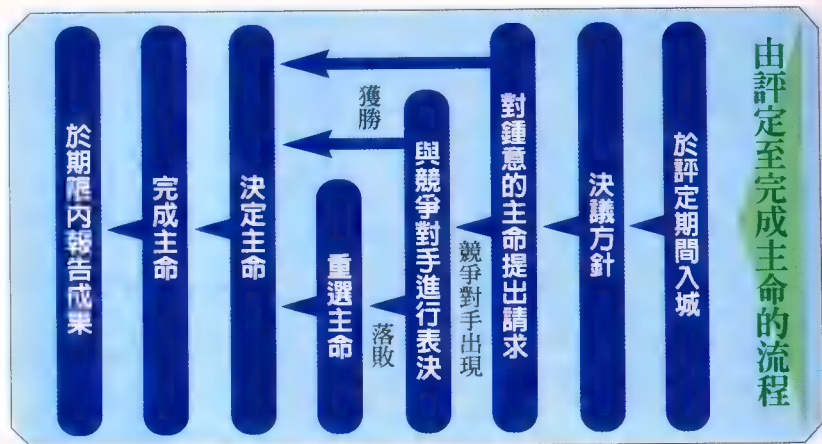 由評定至完成主命的流程
於評定期間入城
決議方針
對鍾意的主命提出請求
競爭對手出現
與競爭對手進行表決
獲勝
落敗
重選主命
決定主命
完成主命
於期限內報告成果